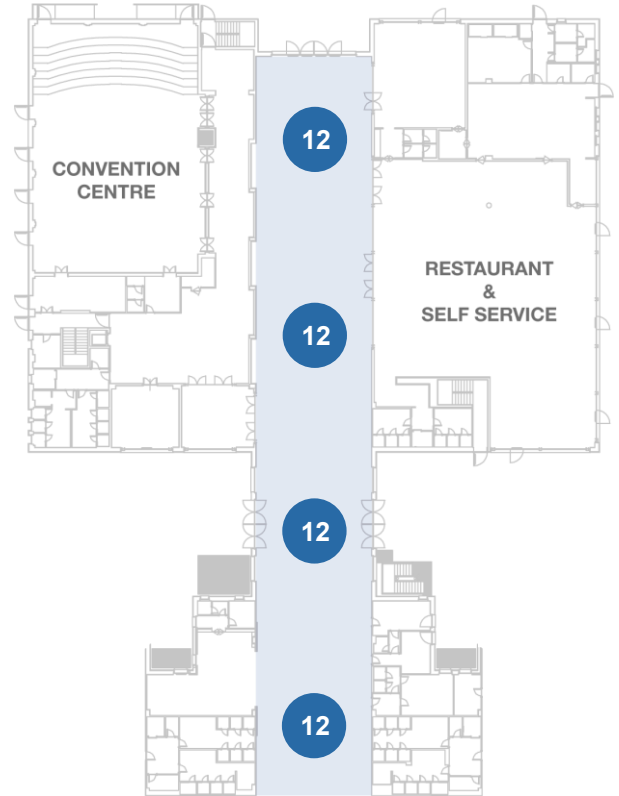 12
CONVENTION
CENTRE
RESTAURANT
&
SELF SERVICE
12
12
12